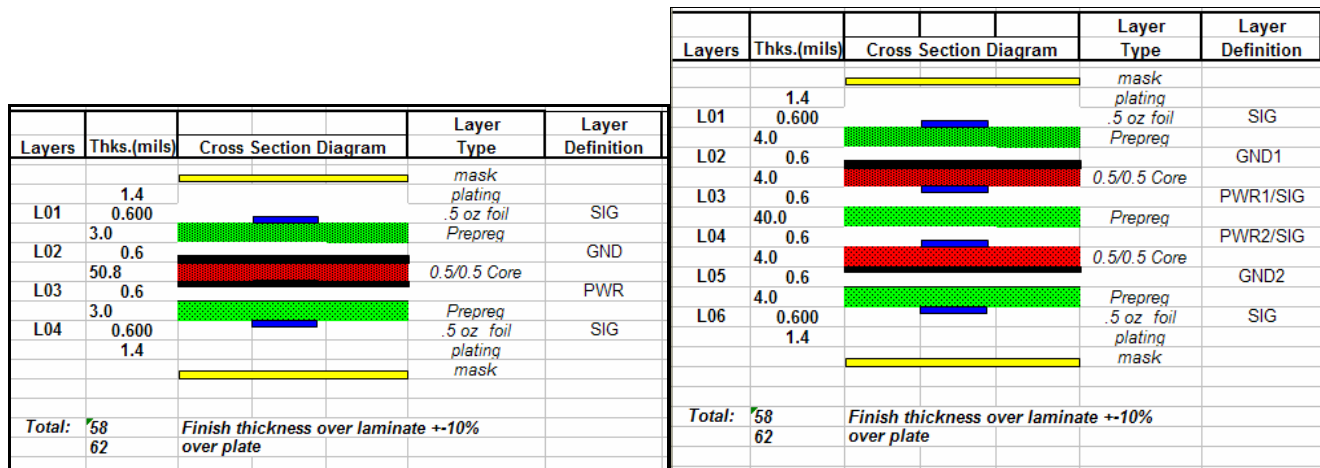 Layer Layer
Layers Thks.(mils) Cross Section Diagram Type Definition
mask
1.4 plating
L01 0.600 .5 oz foil SIG
3.0 Prepreg
L02 0.6 GND
50.8 0.5/0.5 Core
L03 0.6 PWR
3.0 Prepreg
L04 0.600 .5 oz foil SIG
1.4 plating
mask
Total: 58 Finish thickness over laminate +-10%
62 over plate
Layer Layer
Layers Thks.(mils) Cross Section Diagram Type Definition
mask
1.4 plating
L01 0.600 .5 oz foil SIG
4.0 Prepreg
L02 0.6 GND1
4.0 0.5/0.5 Core
L03 0.6 PWR1/SIG
40.0 Prepreg
L04 0.6 PWR2/SIG
4.0 0.5/0.5 Core
L05 0.6 GND2
4.0 Prepreg
L06 0.600 .5 oz foil SIG
1.4 plating
mask
Total: 58 Finish thickness over laminate +-10%
62 over plate